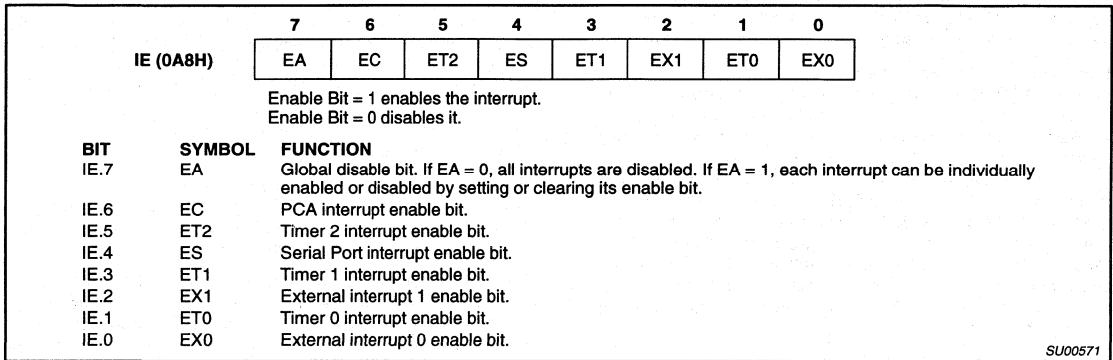 7 6 5 4 3 2 1 0
IE (0A8H) EA EC ET2 ES ET1 EX1 ET0 EX0
Enable Bit = 1 enables the interrupt.
Enable Bit = 0 disables it.
BIT SYMBOL FUNCTION
IE.7 EA Global disable bit. If EA = 0, all interrupts are disabled. If EA = 1, each interrupt can be individually
enabled or disabled by setting or clearing its enable bit.
IE.6 EC PCA interrupt enable bit.
IE.5 ET2 Timer 2 interrupt enable bit.
IE.4 ES Serial Port interrupt enable bit.
IE.3 ET1 Timer 1 interrupt enable bit.
IE.2 EX1 External interrupt 1 enable bit.
IE.1 ET0 Timer 0 interrupt enable bit.
IE.0 EX0 External interrupt 0 enable bit.
SU00571